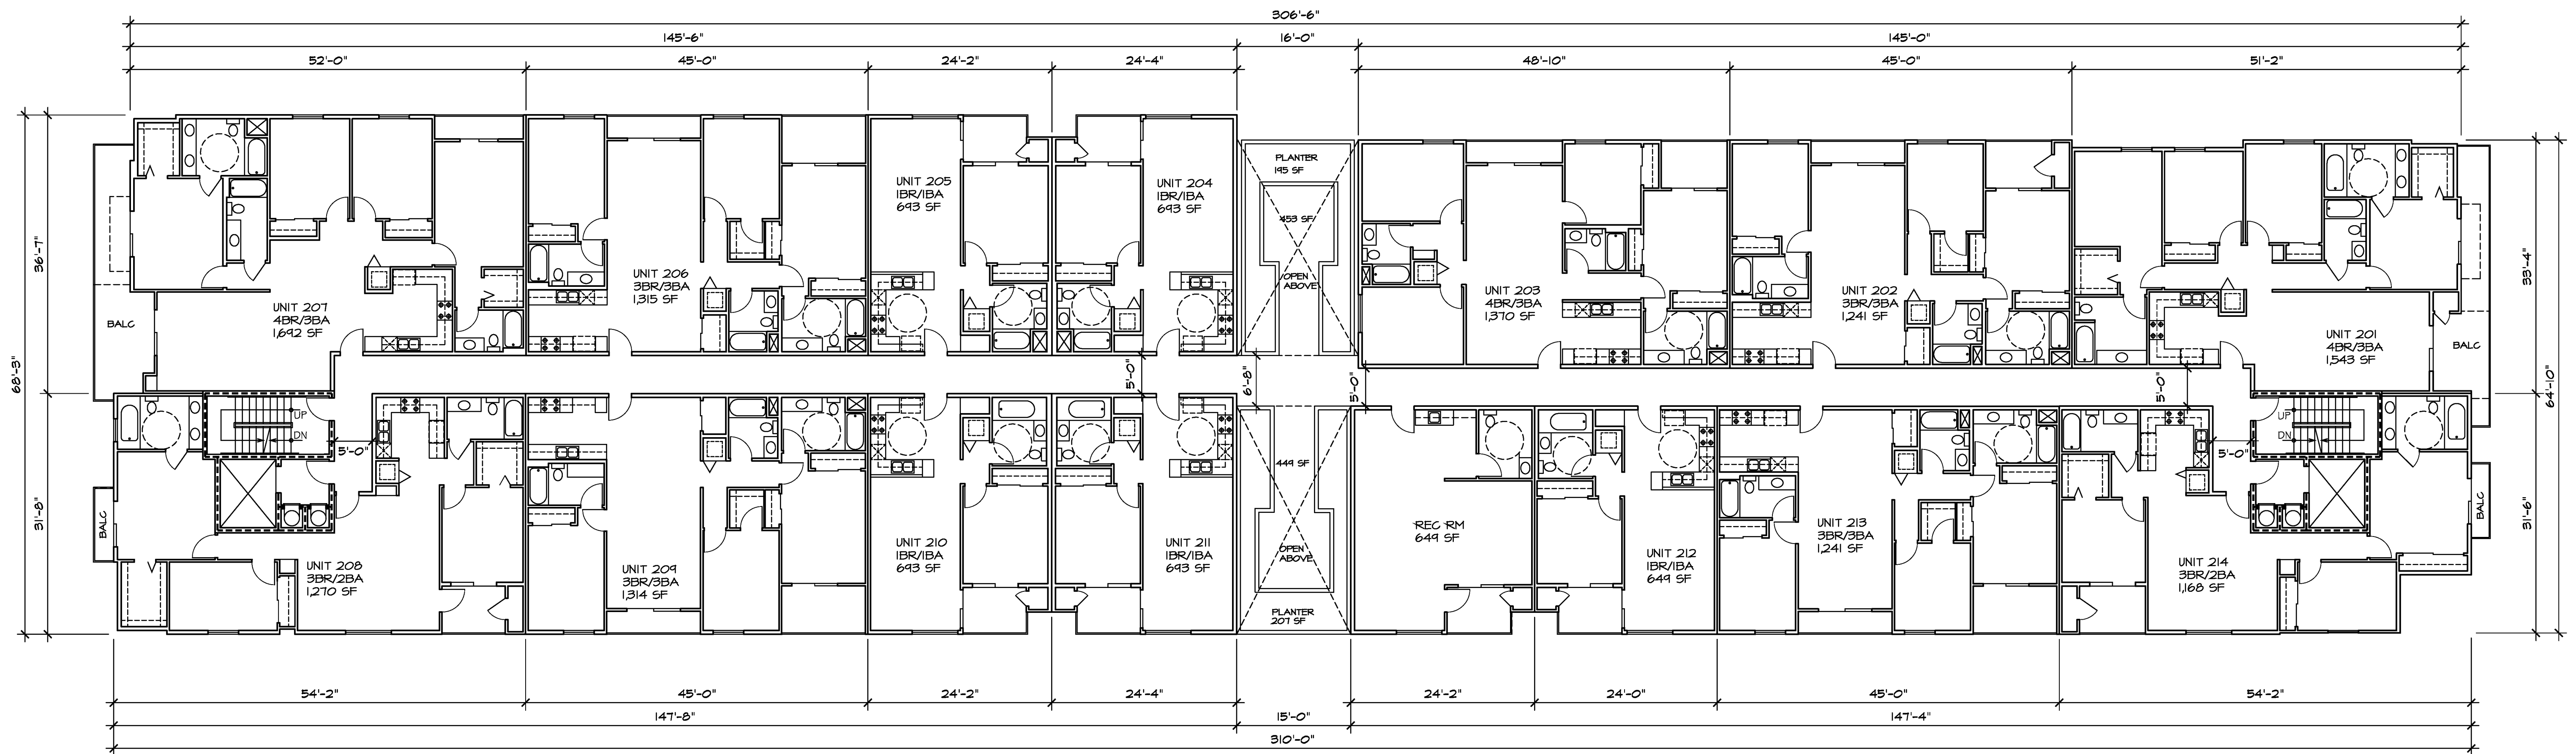 306'-6"
145'-6"
16'-0"
145'-0"
52'-0"
45'-0"
24'-2"
24'-4"
48'-10"
45'-0"
51'-2"
68'-3"
36'-7"
31'-8"
33'-4"
31'-6"
64'-10"
BALC
UNIT 207
4BR/3BA
1,692 SF
UNIT 206
3BR/3BA
1,315 SF
UNIT 205
1BR/1BA
693 SF
UNIT 204
1BR/1BA
693 SF
PLANTER
195 SF
453 SF
OPEN
ABOVE
UNIT 203
4BR/3BA
1,370 SF
UNIT 202
3BR/3BA
1,241 SF
UNIT 201
4BR/3BA
1,543 SF
BALC
5'-0"
6'-8"
5'-0"
5'-0"
UP
DN
5'-0"
BALC
UNIT 208
3BR/2BA
1,270 SF
UNIT 209
3BR/3BA
1,314 SF
UNIT 210
1BR/1BA
693 SF
UNIT 211
1BR/1BA
693 SF
449 SF
OPEN
ABOVE
PLANTER
207 SF
REC RM
649 SF
UNIT 212
1BR/1BA
649 SF
UNIT 213
3BR/3BA
1,241 SF
UNIT 214
3BR/2BA
1,168 SF
UP
DN
5'-0"
BALC
54'-2"
45'-0"
24'-2"
24'-4"
24'-2"
24'-0"
45'-0"
54'-2"
147'-8"
15'-0"
147'-4"
310'-0"